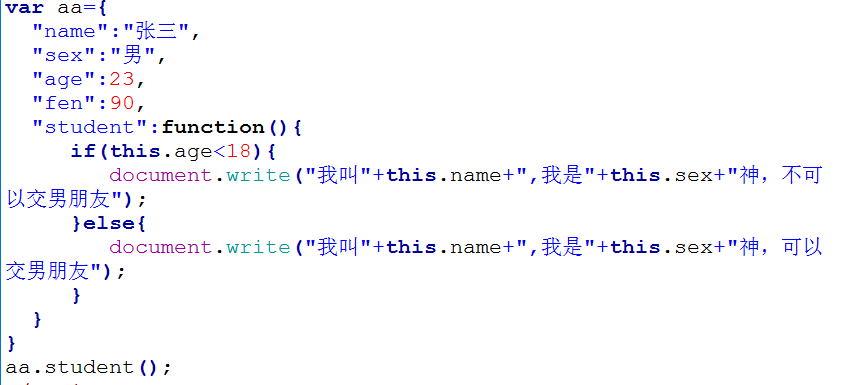 var aa={
  "name":"张三",
  "sex":"男",
  "age":23,
  "fen":90,
  "student":function(){
     if(this.age<18){
        document.write("我叫"+this.name+",我是"+this.sex+"神，不可
以交男朋友");
     }else{
        document.write("我叫"+this.name+",我是"+this.sex+"神，可以
交男朋友");
     }
  }
}
aa.student();